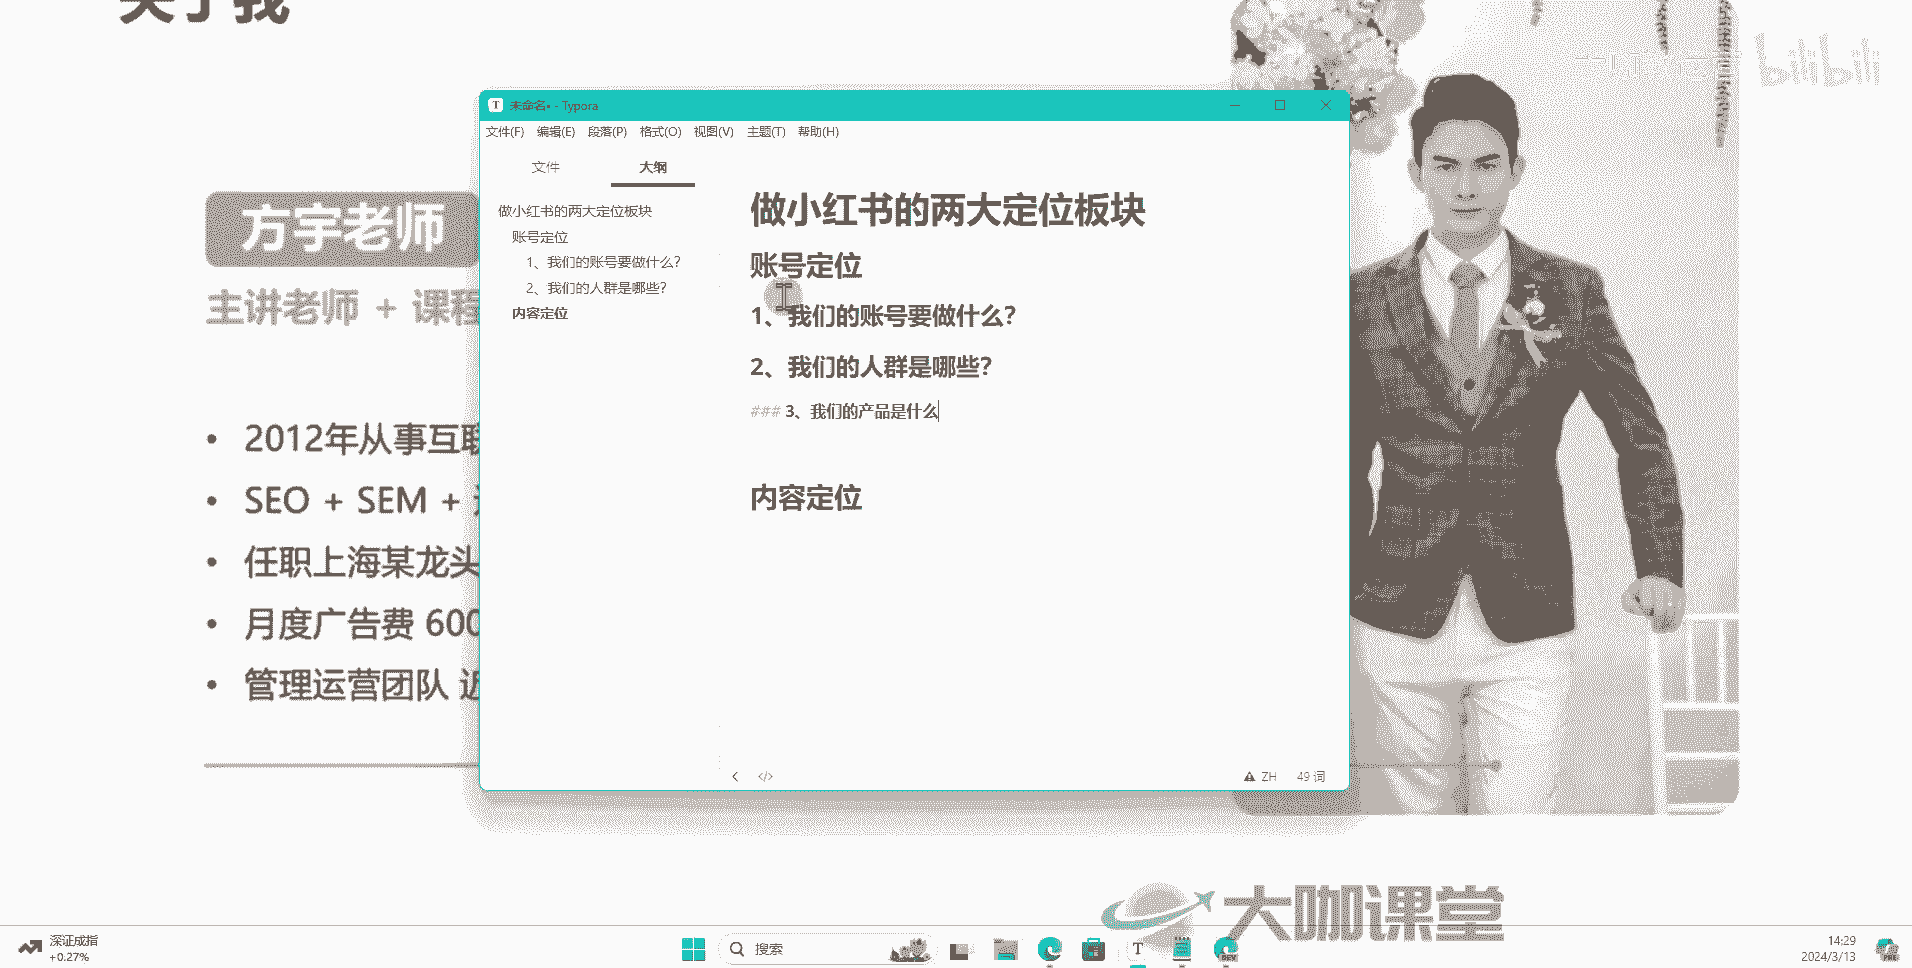 关于我
bilibili
方宇老师
主讲老师 + 课程
• 2012年从事互联
• SEO + SEM +
• 任职上海某龙头
• 月度广告费 600
• 管理运营团队 近
未命名• - Typora
文件(F) 编辑(E) 段落(P) 格式(O) 视图(V) 主题(T) 帮助(H)
文件 大纲
做小红书的两大定位板块
账号定位
1、我们的账号要做什么？
2、我们的人群是哪些？
内容定位
做小红书的两大定位板块
账号定位
1、我们的账号要做什么？
2、我们的人群是哪些？
### 3、我们的产品是什么
内容定位
ZH 49 词
大咖课堂
深证成指
+0.27%
搜索
14:29
2024/3/13